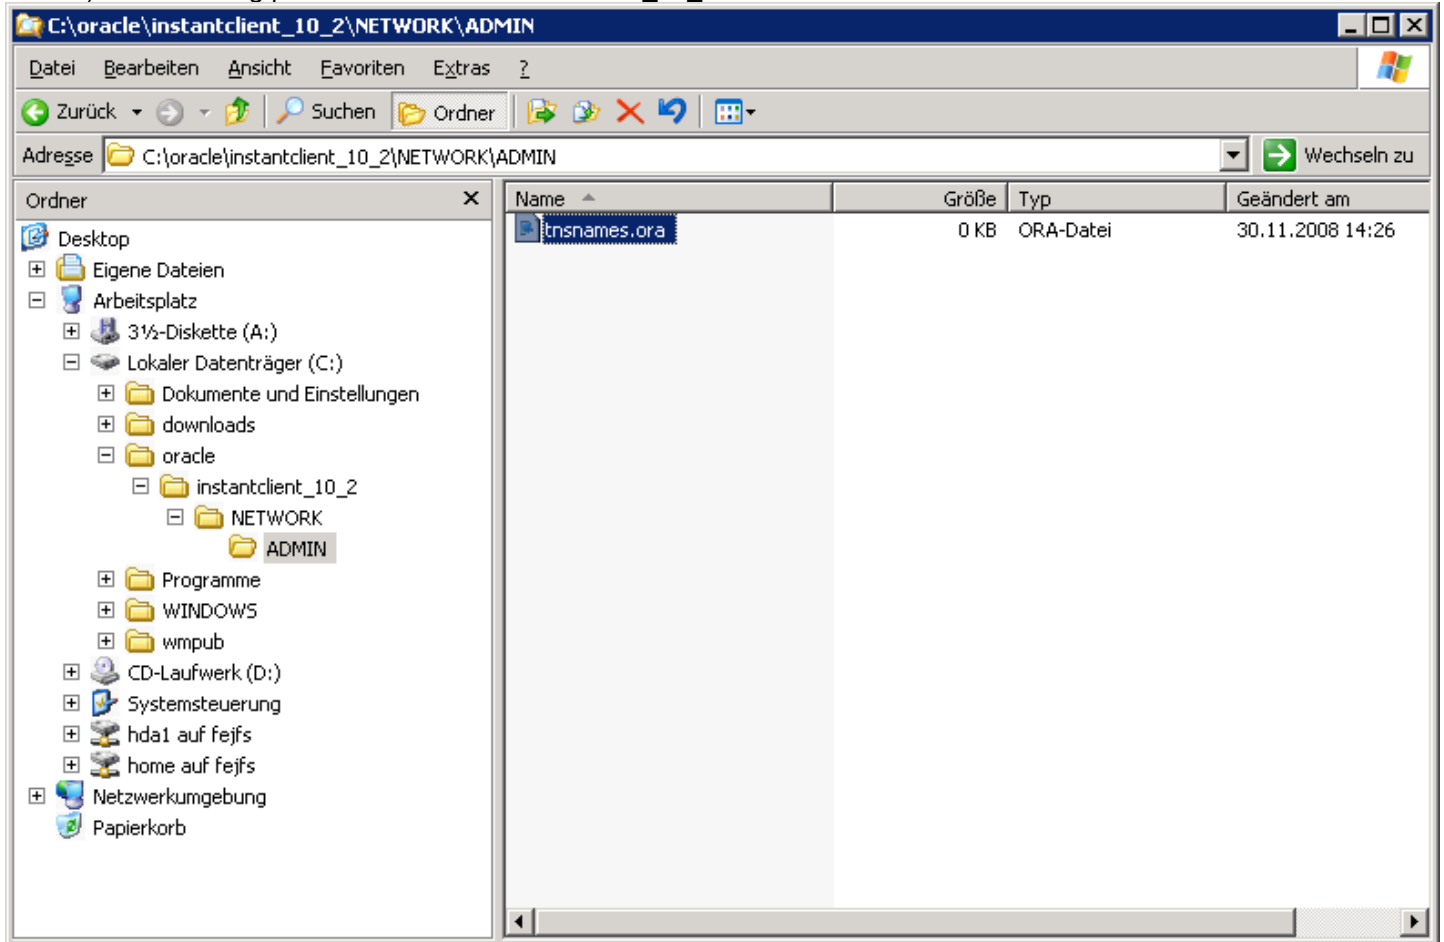 C:\oracle\instantclient_10_2\NETWORK\ADMIN
Datei Bearbeiten Ansicht Favoriten Extras ?
Zurück Suchen Ordner
Adresse C:\oracle\instantclient_10_2\NETWORK\ADMIN Wechseln zu
Ordner
Name Größe Typ Geändert am
tnsnames.ora 0 KB ORA-Datei 30.11.2008 14:26
Desktop
Eigene Dateien
Arbeitsplatz
3½-Diskette (A:)
Lokaler Datenträger (C:)
Dokumente und Einstellungen
downloads
oracle
instantclient_10_2
NETWORK
ADMIN
Programme
WINDOWS
wmpub
CD-Laufwerk (D:)
Systemsteuerung
hda1 auf fejfs
home auf fejfs
Netzwerkumgebung
Papierkorb